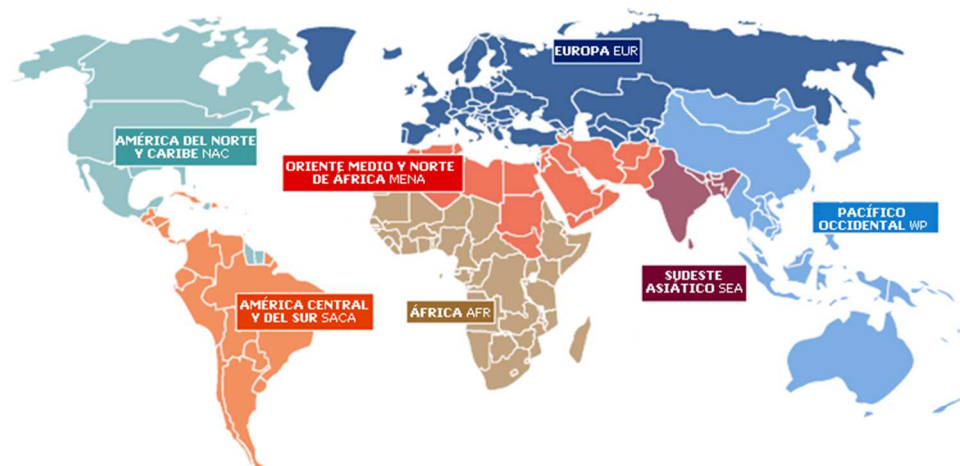 EUROPA EUR
AMÉRICA DEL NORTE
Y CARIBE NAC
ORIENTE MEDIO Y NORTE
DE ÁFRICA MENA
PACÍFICO
OCCIDENTAL WP
SUDESTE
ASIÁTICO SEA
AMÉRICA CENTRAL
Y DEL SUR SACA
ÁFRICA AFR